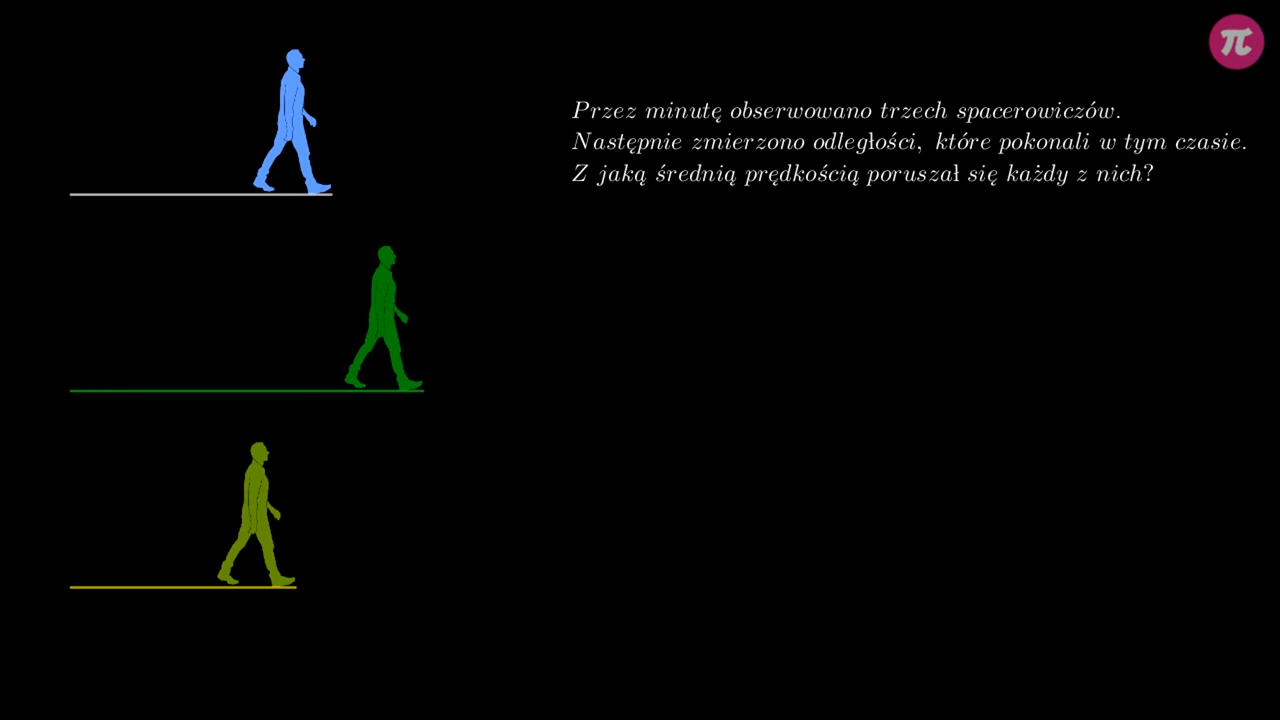 Przez minutę obserwowano trzech spacerowiczów.
Następnie zmierzono odległości, które pokonali w tym czasie.
Z jaką średnią prędkością poruszał się każdy z nich?
π